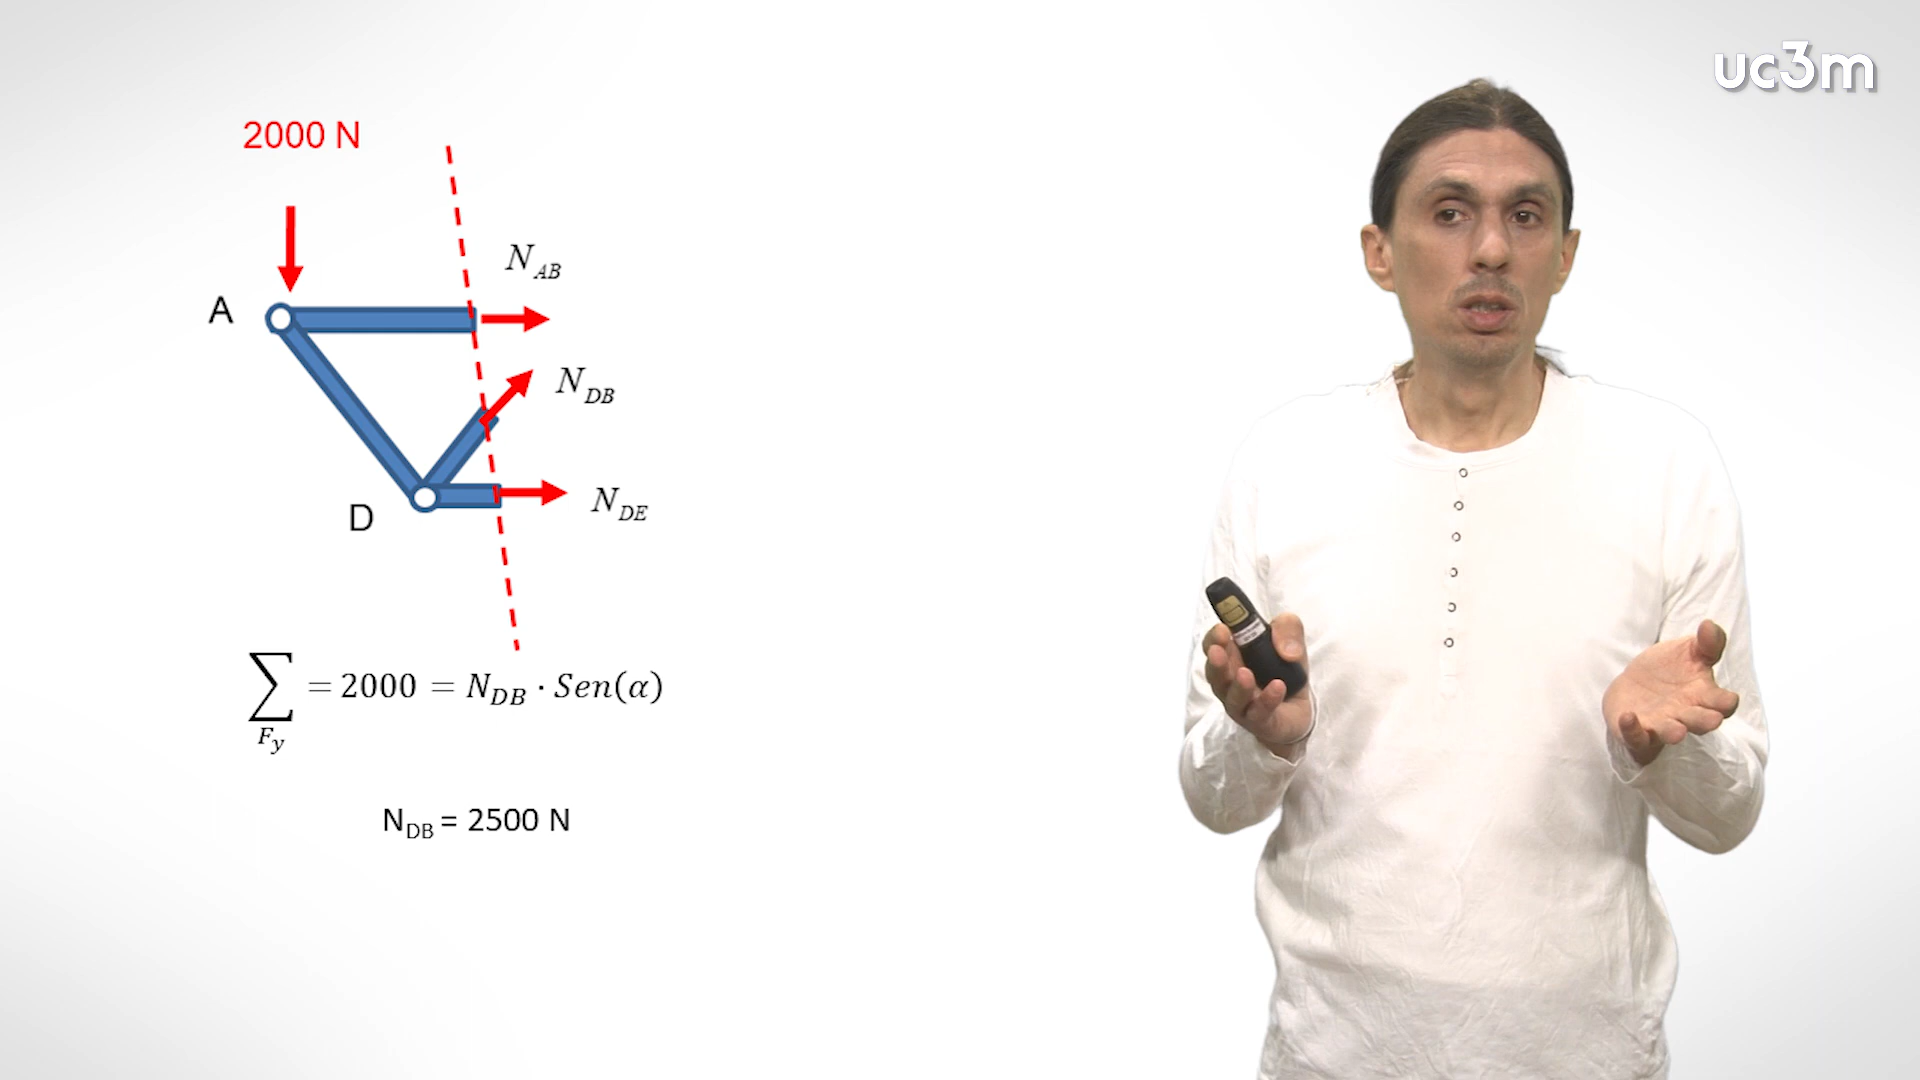 uc3m
2000 N
N_AB
A
N_DB
N_DE
D
∑_{F_y} = 2000 = N_DB · Sen(α)
N_DB = 2500 N